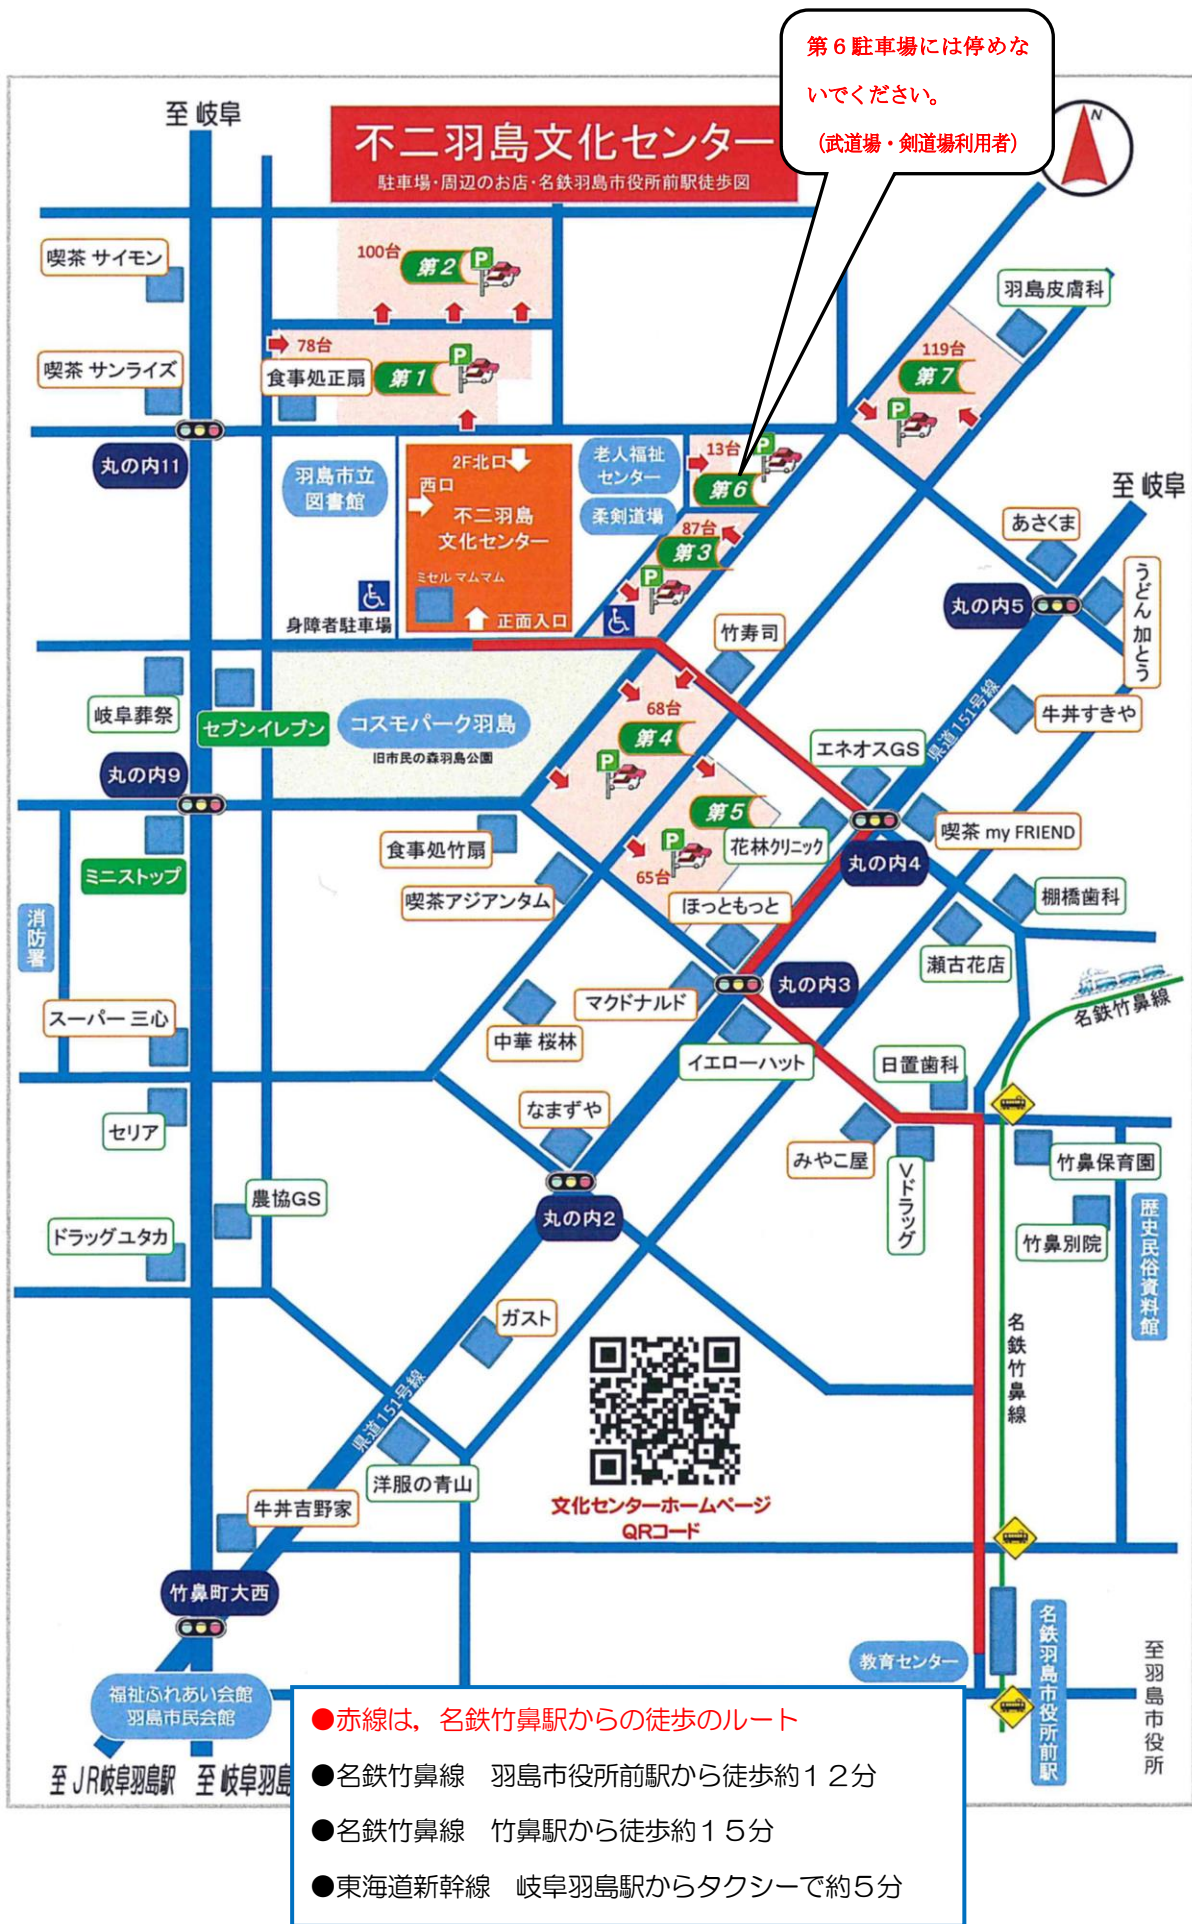 第６駐車場には停めな
いでください。
（武道場・剣道場利用者）
至 岐阜
不二羽島文化センター
駐車場・周辺のお店・名鉄羽島市役所前駅徒歩図
N
喫茶 サイモン
100台
第2
P
羽島皮膚科
喫茶 サンライズ
78台
食事処正扇
第1
P
119台
第7
P
丸の内11
羽島市立
図書館
2F北口
西口
不二羽島
文化センター
ミセル マムマム
正面入口
老人福祉
センター
柔剣道場
13台
P
第6
87台
第3
P
至 岐阜
あさくま
丸の内5
うどん 加とう
身障者駐車場
竹寿司
岐阜葬祭
セブンイレブン
コスモパーク羽島
旧市民の森羽島公園
68台
第4
P
県道151号線
牛丼すきや
エネオスGS
丸の内9
第5
P
65台
花林クリニック
喫茶 my FRIEND
丸の内4
食事処竹扇
ミニストップ
喫茶アジアンタム
ほっともっと
棚橋歯科
消防署
瀬古花店
丸の内3
マクドナルド
名鉄竹鼻線
スーパー 三心
中華 桜林
イエローハット
日置歯科
セリア
なまずや
みやこ屋
Vドラッグ
竹鼻保育園
農協GS
丸の内2
ドラッグユタカ
竹鼻別院
歴史民俗資料館
ガスト
名鉄竹鼻線
県道151号線
洋服の青山
牛丼吉野家
文化センターホームページ
QRコード
竹鼻町大西
教育センター
名鉄羽島市役所前駅
至羽島市役所
福祉ふれあい会館
羽島市民会館
至 JR岐阜羽島駅
至 岐阜羽島
●赤線は，名鉄竹鼻駅からの徒歩のルート
●名鉄竹鼻線　羽島市役所前駅から徒歩約１２分
●名鉄竹鼻線　竹鼻駅から徒歩約１５分
●東海道新幹線　岐阜羽島駅からタクシーで約５分